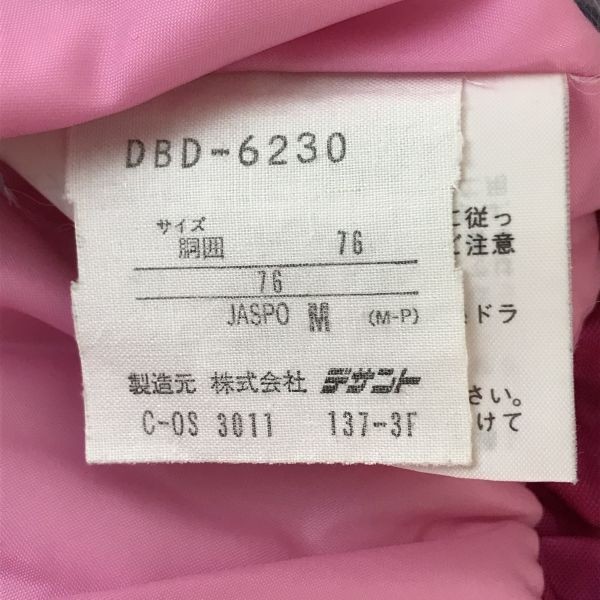 DBD-6230
サイズ
胴囲 76
76
JASPO M (M-P)
製造元 株式会社 デサント
C-OS 3011 137-3F
に従っ
ご注意
ドラ
さい。
けて